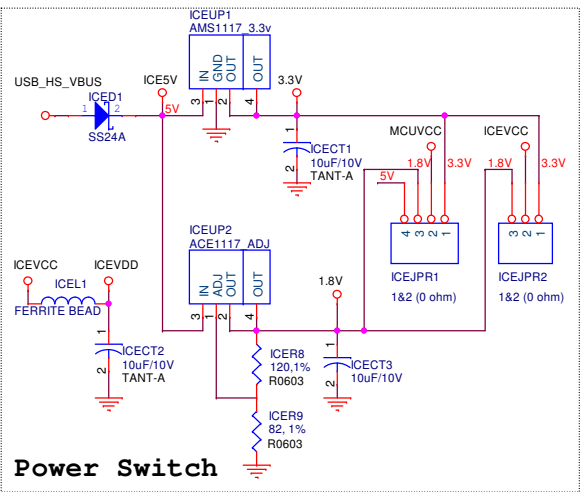 ICEUP1
AMS1117_3.3v
USB_HS_VBUS
ICED1
ICE5V
IN
GND
OUT
OUT
3.3V
1
2
5V
3
1
2
4
SS24A
MCUVCC
ICEVCC
1
2
ICECT1
10uF/10V
TANT-A
1.8V
3.3V
1.8V
3.3V
5V
4
3
2
1
3
2
1
ICEUP2
ACE1117_ADJ
ICEJPR1
ICEJPR2
1&2 (0 ohm)
1&2 (0 ohm)
ICEVCC
ICEVDD
ICEL1
IN
ADJ
OUT
OUT
1.8V
FERRITE BEAD
3
1
2
4
1
2
ICECT2
10uF/10V
TANT-A
ICER8
120,1%
R0603
1
2
ICECT3
10uF/10V
ICER9
82, 1%
R0603
Power Switch